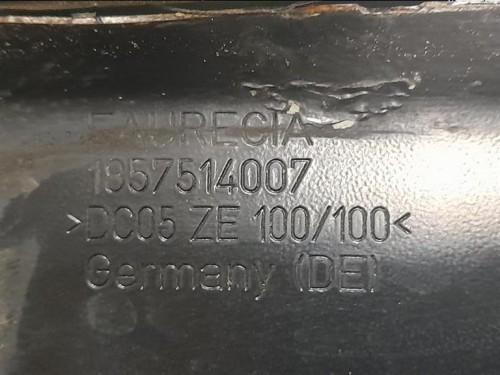 FAURECIA
1957514007
>DC05 ZE 100/100<
Germany (DE)